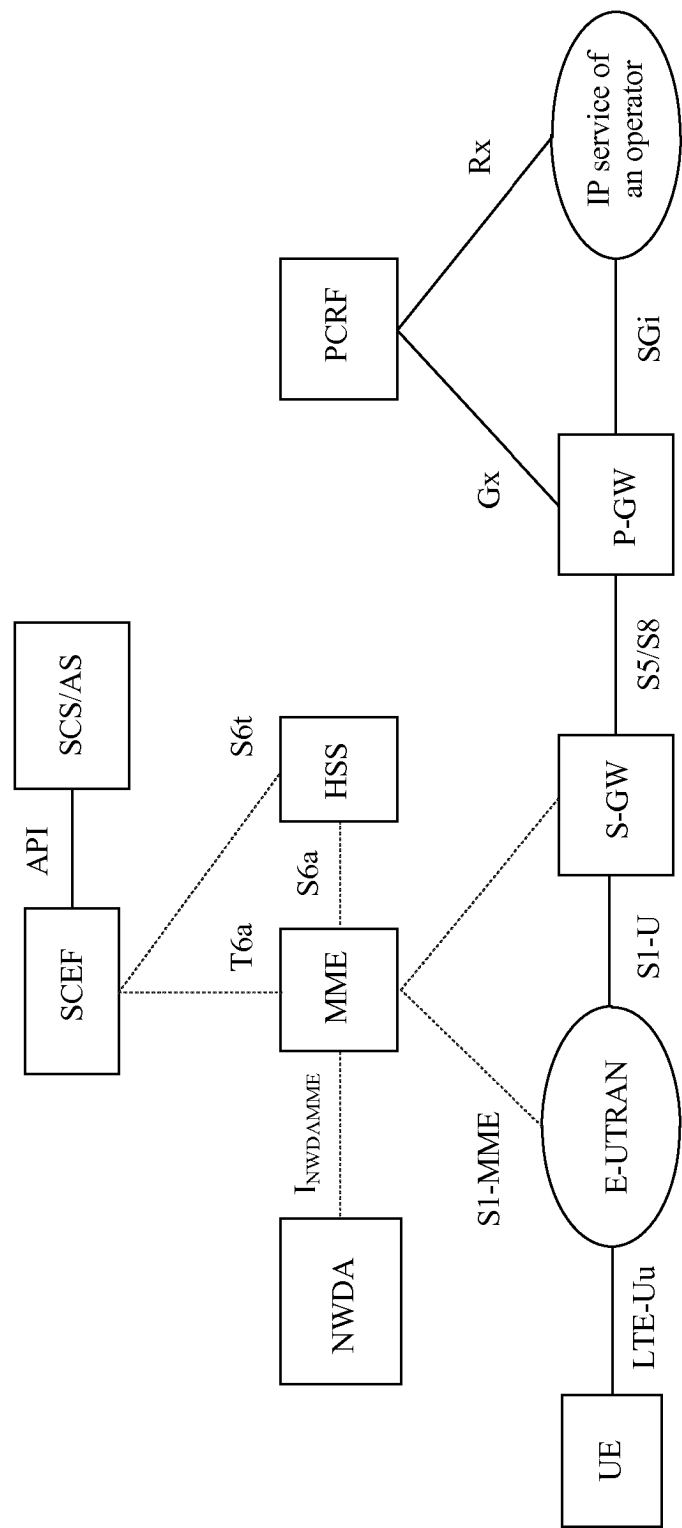 SCEF
API
SCS/AS
T6a
S6t
NWDA
I_NWDAMME
MME
S6a
HSS
PCRF
S1-MME
Gx
Rx
UE
LTE-Uu
E-UTRAN
S1-U
S-GW
S5/S8
P-GW
SGi
IP service of
an operator